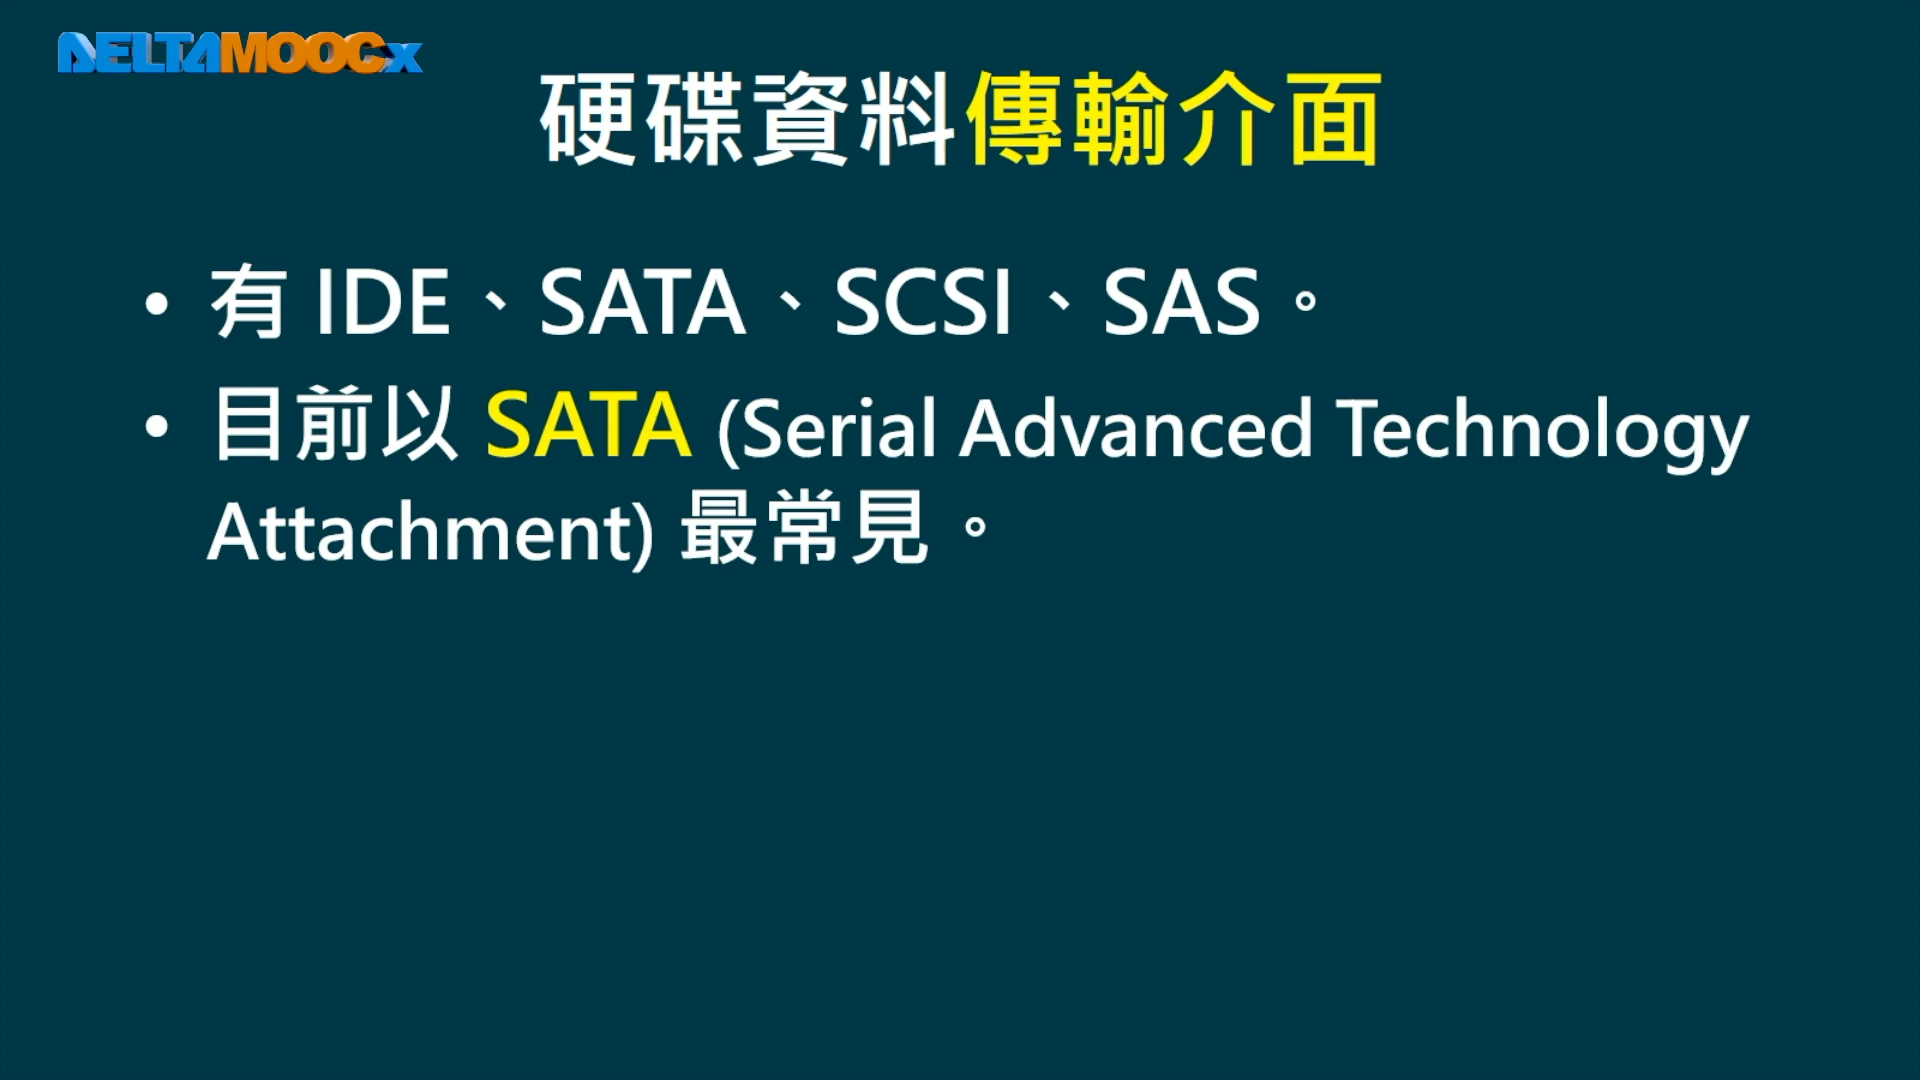 DELTAMOOCx
硬碟資料傳輸介面
• 有 IDE、SATA、SCSI、SAS。
• 目前以 SATA (Serial Advanced Technology
Attachment) 最常見。